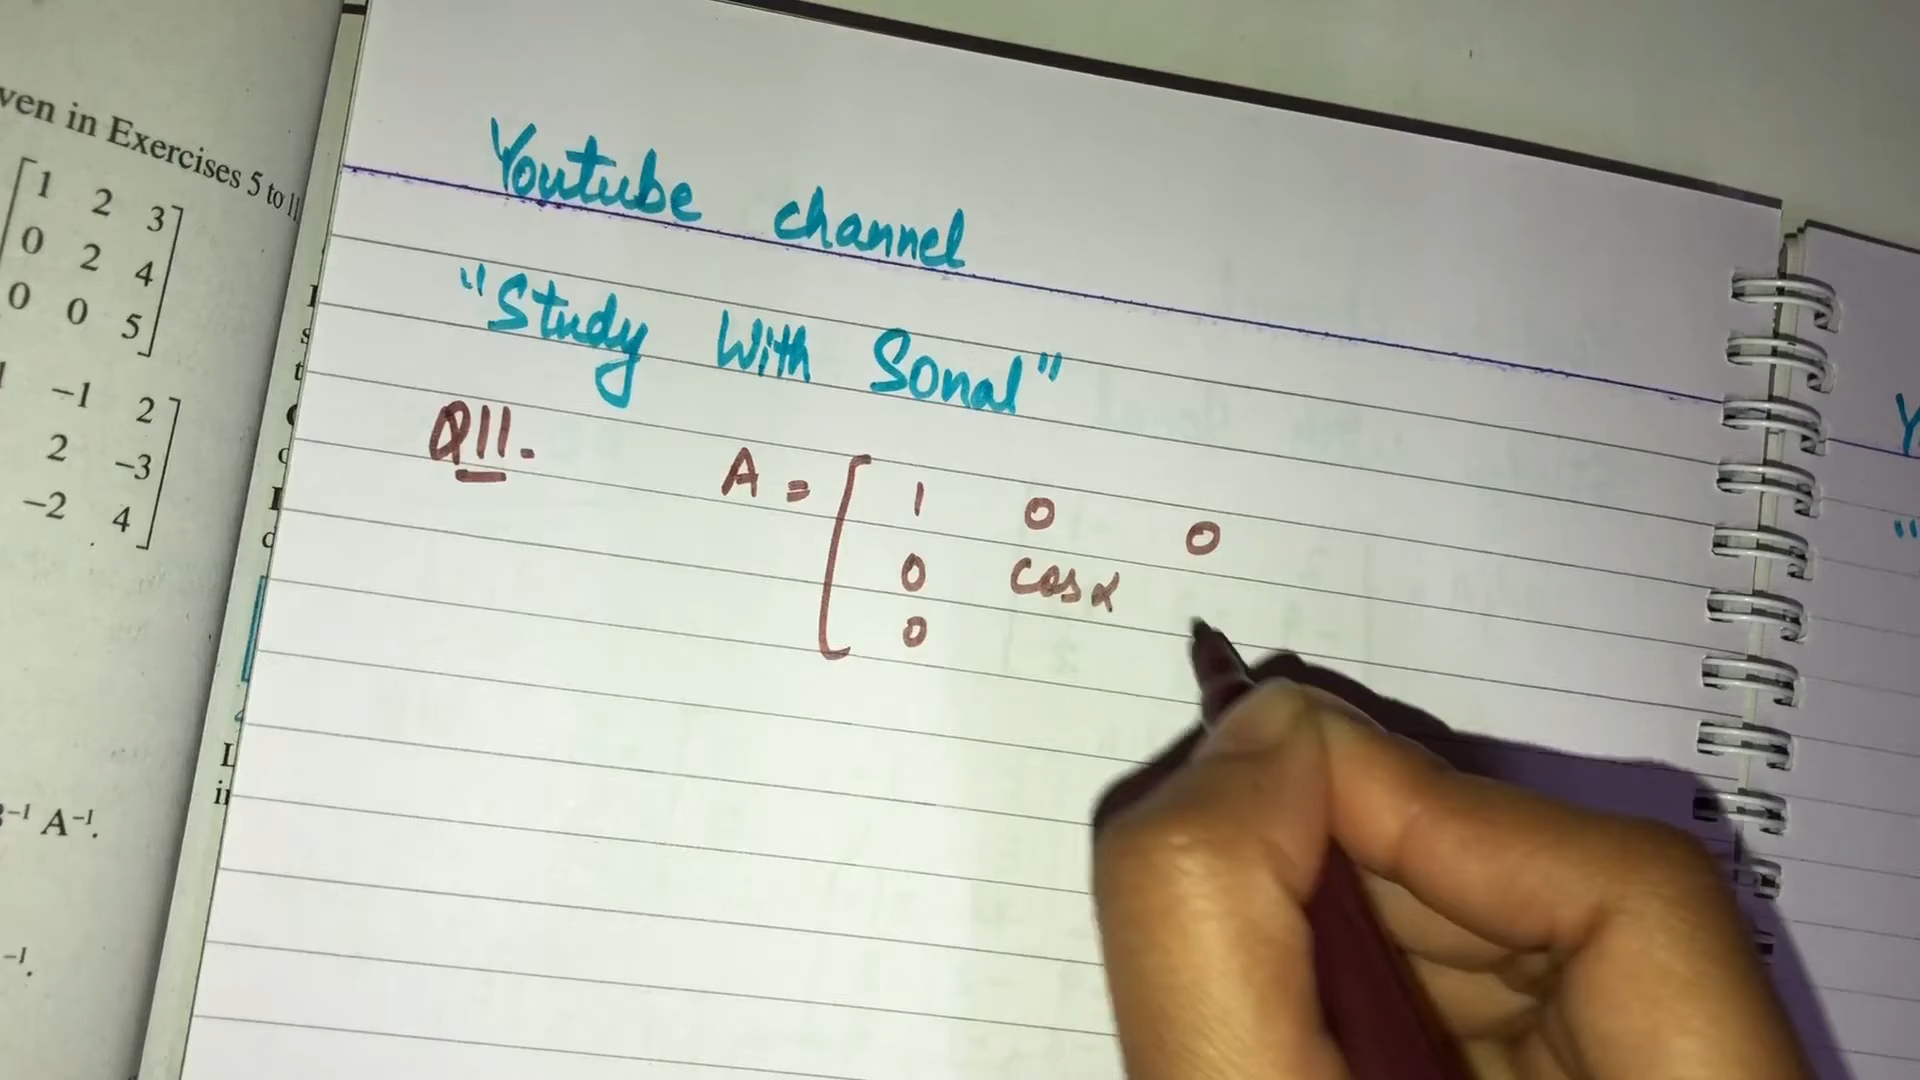 ven in Exercises 5 to 11
1 2 3
0 2 4
0 0 5
-1 2
2 -3
-2 4
A⁻¹.
⁻¹.
Youtube channel
"Study With Sonal"
Q11. A = [ 1 0 0
0 cosα
0